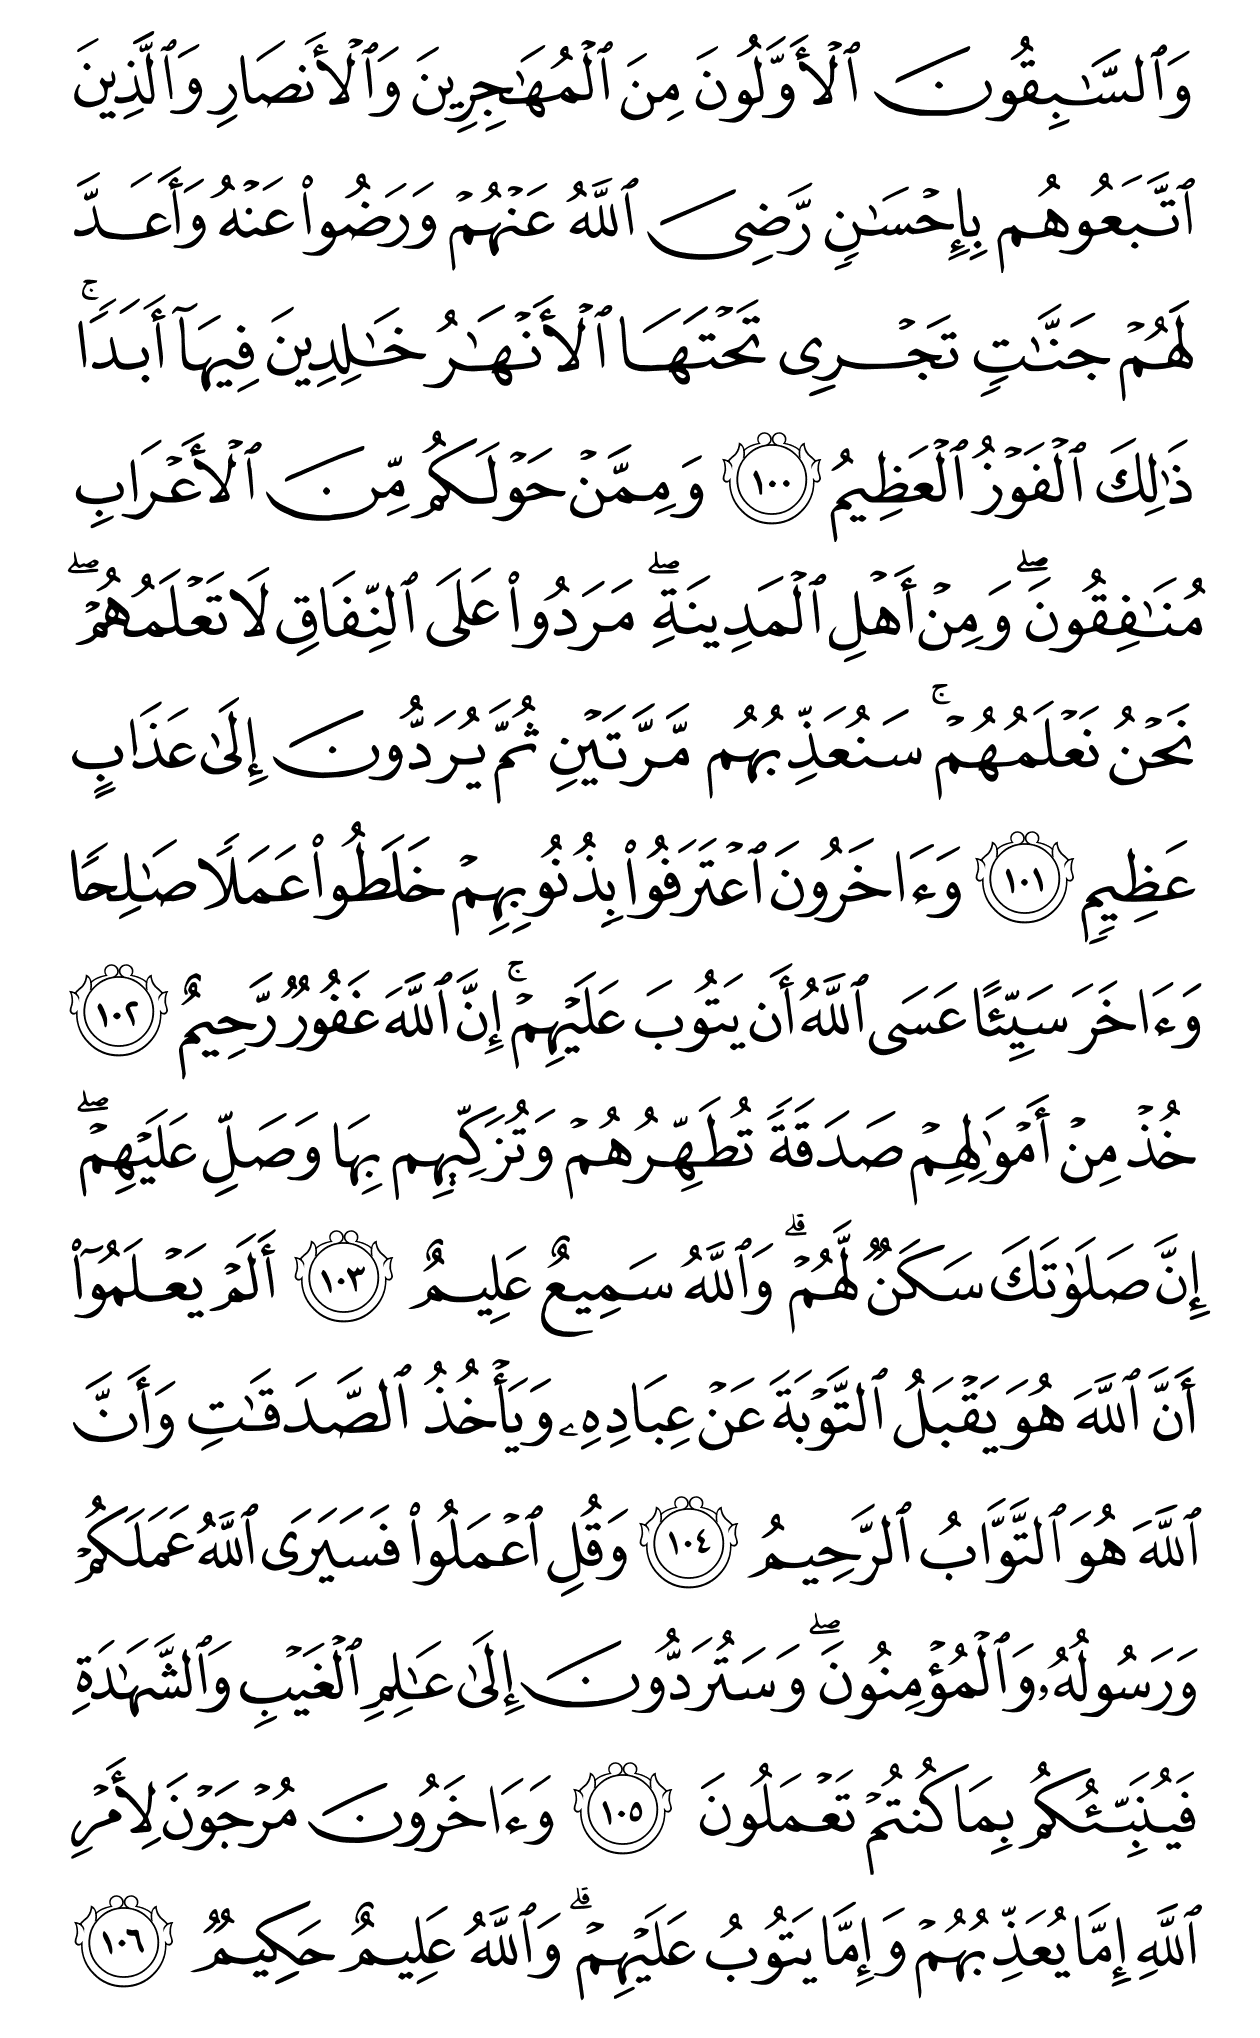 وَٱلسَّٰبِقُونَ ٱلۡأَوَّلُونَ مِنَ ٱلۡمُهَٰجِرِينَ وَٱلۡأَنصَارِ وَٱلَّذِينَ
ٱتَّبَعُوهُم بِإِحۡسَٰنٖ رَّضِيَ ٱللَّهُ عَنۡهُمۡ وَرَضُواْ عَنۡهُ وَأَعَدَّ
لَهُمۡ جَنَّٰتٖ تَجۡرِي تَحۡتَهَا ٱلۡأَنۡهَٰرُ خَٰلِدِينَ فِيهَآ أَبَدٗاۚ
ذَٰلِكَ ٱلۡفَوۡزُ ٱلۡعَظِيمُ ١٠٠ وَمِمَّنۡ حَوۡلَكُم مِّنَ ٱلۡأَعۡرَابِ
مُنَٰفِقُونَۖ وَمِنۡ أَهۡلِ ٱلۡمَدِينَةِۖ مَرَدُواْ عَلَى ٱلنِّفَاقِ لَا تَعۡلَمُهُمۡۖ
نَحۡنُ نَعۡلَمُهُمۡۚ سَنُعَذِّبُهُم مَّرَّتَيۡنِ ثُمَّ يُرَدُّونَ إِلَىٰ عَذَابٍ
عَظِيمٖ ١٠١ وَءَاخَرُونَ ٱعۡتَرَفُواْ بِذُنُوبِهِمۡ خَلَطُواْ عَمَلٗا صَٰلِحٗا
وَءَاخَرَ سَيِّئًا عَسَى ٱللَّهُ أَن يَتُوبَ عَلَيۡهِمۡۚ إِنَّ ٱللَّهَ غَفُورٞ رَّحِيمٌ ١٠٢
خُذۡ مِنۡ أَمۡوَٰلِهِمۡ صَدَقَةٗ تُطَهِّرُهُمۡ وَتُزَكِّيهِم بِهَا وَصَلِّ عَلَيۡهِمۡۖ
إِنَّ صَلَوٰتَكَ سَكَنٞ لَّهُمۡۗ وَٱللَّهُ سَمِيعٌ عَلِيمٌ ١٠٣ أَلَمۡ يَعۡلَمُوٓاْ
أَنَّ ٱللَّهَ هُوَ يَقۡبَلُ ٱلتَّوۡبَةَ عَنۡ عِبَادِهِۦ وَيَأۡخُذُ ٱلصَّدَقَٰتِ وَأَنَّ
ٱللَّهَ هُوَ ٱلتَّوَّابُ ٱلرَّحِيمُ ١٠٤ وَقُلِ ٱعۡمَلُواْ فَسَيَرَى ٱللَّهُ عَمَلَكُمۡ
وَرَسُولُهُۥ وَٱلۡمُؤۡمِنُونَۖ وَسَتُرَدُّونَ إِلَىٰ عَٰلِمِ ٱلۡغَيۡبِ وَٱلشَّهَٰدَةِ
فَيُنَبِّئُكُم بِمَا كُنتُمۡ تَعۡمَلُونَ ١٠٥ وَءَاخَرُونَ مُرۡجَوۡنَ لِأَمۡرِ
ٱللَّهِ إِمَّا يُعَذِّبُهُمۡ وَإِمَّا يَتُوبُ عَلَيۡهِمۡۗ وَٱللَّهُ عَلِيمٌ حَكِيمٞ ١٠٦